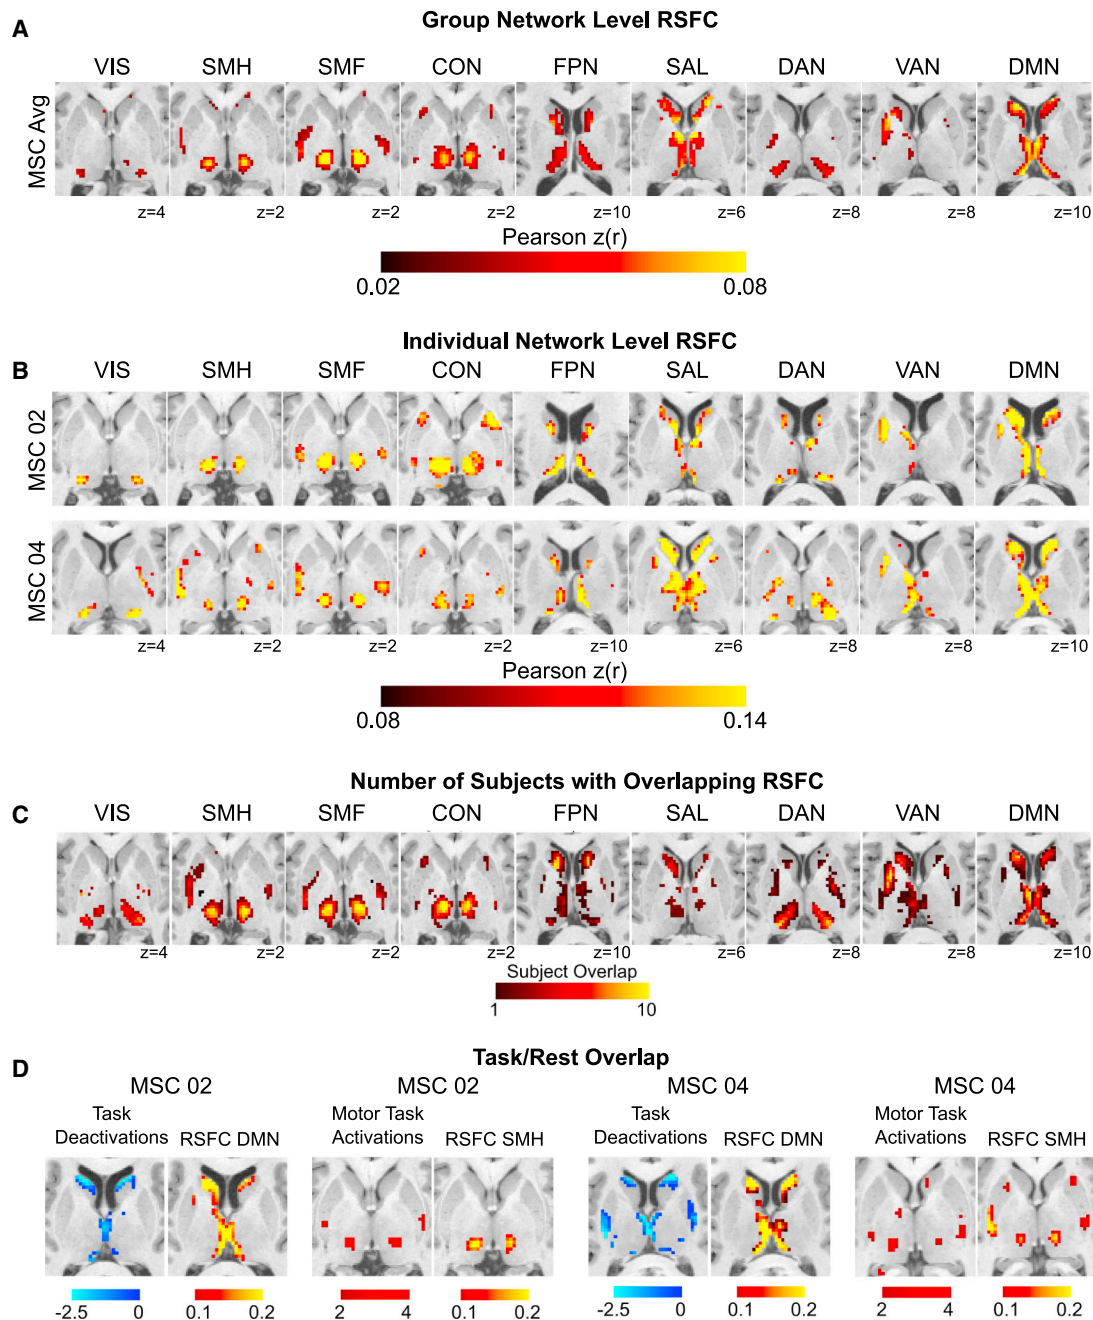 A
Group Network Level RSFC
VIS SMH SMF CON FPN SAL DAN VAN DMN
MSC Avg
z=4 z=2 z=2 z=2 z=10 z=6 z=8 z=8 z=10
Pearson z(r)
0.02 0.08
Individual Network Level RSFC
B
VIS SMH SMF CON FPN SAL DAN VAN DMN
MSC 02
MSC 04
z=4 z=2 z=2 z=2 z=10 z=6 z=8 z=8 z=10
Pearson z(r)
0.08 0.14
Number of Subjects with Overlapping RSFC
C
VIS SMH SMF CON FPN SAL DAN VAN DMN
z=4 z=2 z=2 z=2 z=10 z=6 z=8 z=8 z=10
Subject Overlap
1 10
Task/Rest Overlap
D
MSC 02 MSC 02 MSC 04 MSC 04
Task Motor Task Task Motor Task
Deactivations RSFC DMN Activations RSFC SMH Deactivations RSFC DMN Activations RSFC SMH
-2.5 0 0.1 0.2 2 4 0.1 0.2 -2.5 0 0.1 0.2 2 4 0.1 0.2